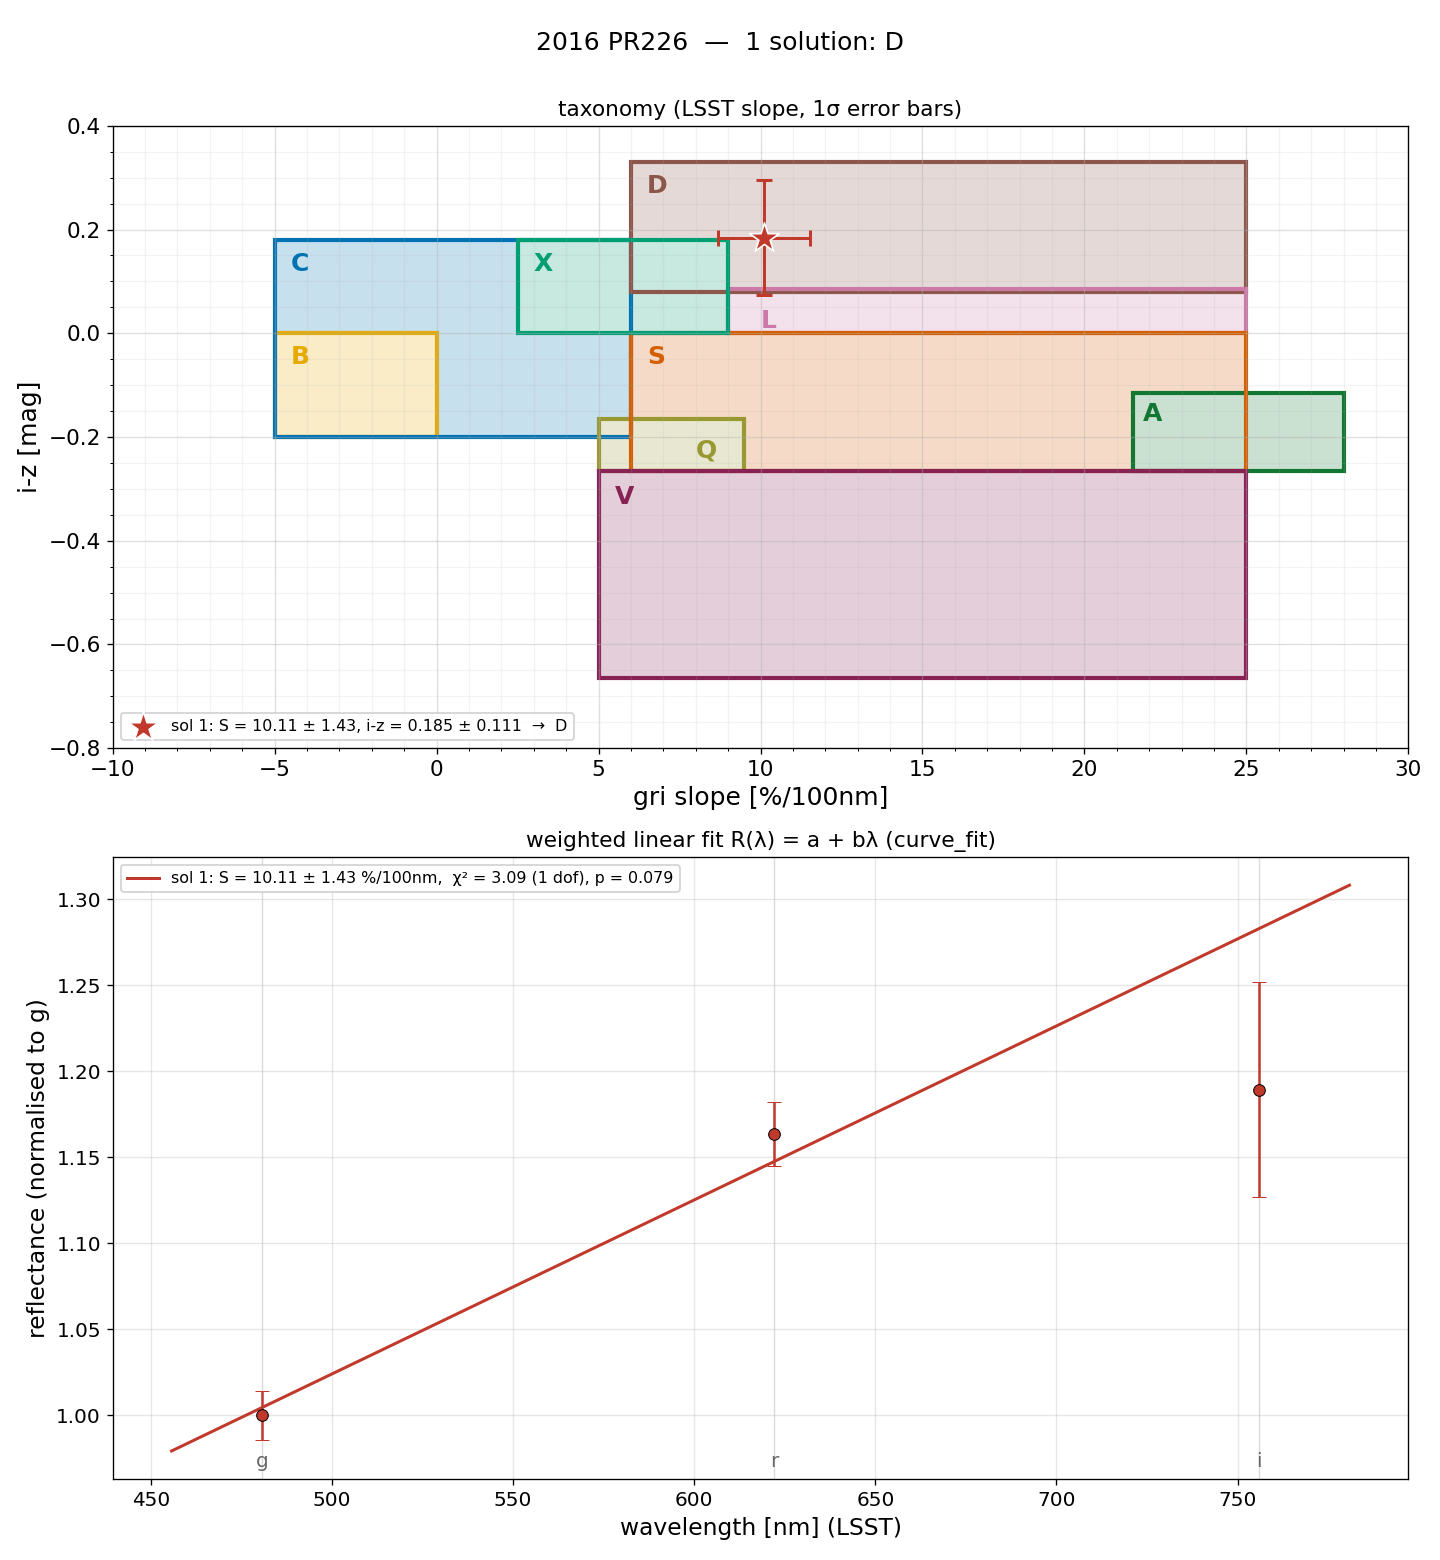 2016 PR226  —  1 solution: D
taxonomy (LSST slope, 1σ error bars)
0.4
0.2
0.0
−0.2
−0.4
−0.6
−0.8
i-z [mag]
D
C
X
L
B
S
A
Q
V
sol 1: S = 10.11 ± 1.43, i-z = 0.185 ± 0.111  →  D
−10
−5
0
5
10
15
20
25
30
gri slope [%/100nm]
weighted linear fit R(λ) = a + bλ (curve_fit)
sol 1: S = 10.11 ± 1.43 %/100nm,  χ² = 3.09 (1 dof), p = 0.079
1.30
1.25
1.20
1.15
1.10
1.05
1.00
reflectance (normalised to g)
g
r
i
450
500
550
600
650
700
750
wavelength [nm] (LSST)